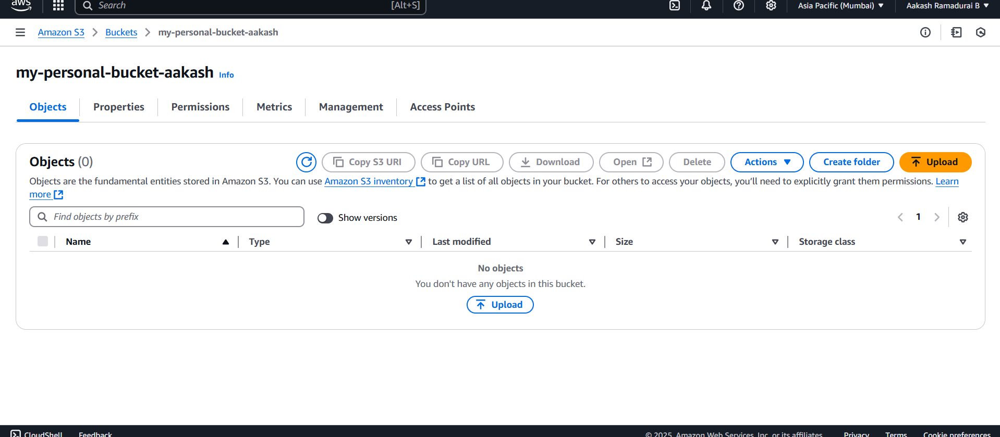 aws
Search [Alt+S] Asia Pacific (Mumbai) Aakash Ramadurai B
Amazon S3 Buckets my-personal-bucket-aakash
my-personal-bucket-aakash Info
Objects Properties Permissions Metrics Management Access Points
Objects (0) Copy S3 URI Copy URL Download Open Delete Actions Create folder Upload
Objects are the fundamental entities stored in Amazon S3. You can use Amazon S3 inventory to get a list of all objects in your bucket. For others to access your objects, you’ll need to explicitly grant them permissions. Learn
more
Find objects by prefix Show versions 1
Name Type Last modified Size Storage class
No objects
You don't have any objects in this bucket.
Upload
CloudShell Feedback © 2025, Amazon Web Services, Inc. or its affiliates. Privacy Terms Cookie preferences